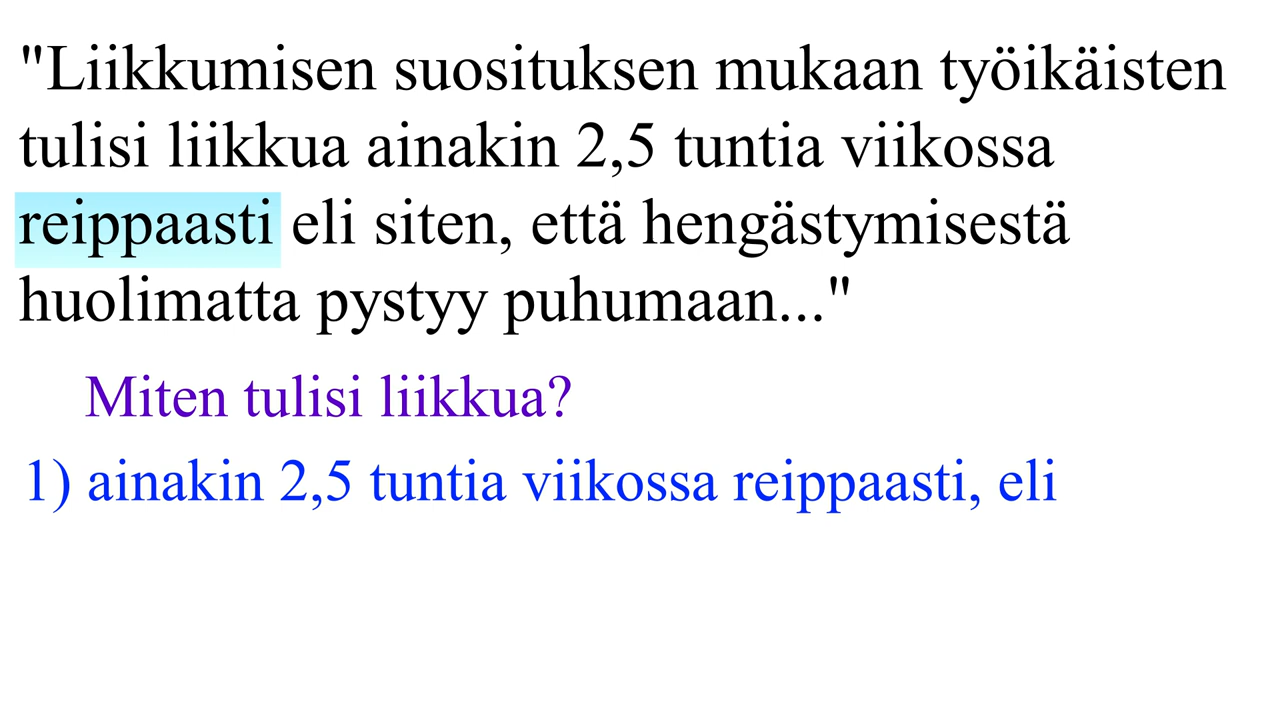 "Liikkumisen suosituksen mukaan työikäisten
tulisi liikkua ainakin 2,5 tuntia viikossa
reippaasti eli siten, että hengästymisestä
huolimatta pystyy puhumaan..."
Miten tulisi liikkua?
1) ainakin 2,5 tuntia viikossa reippaasti, eli